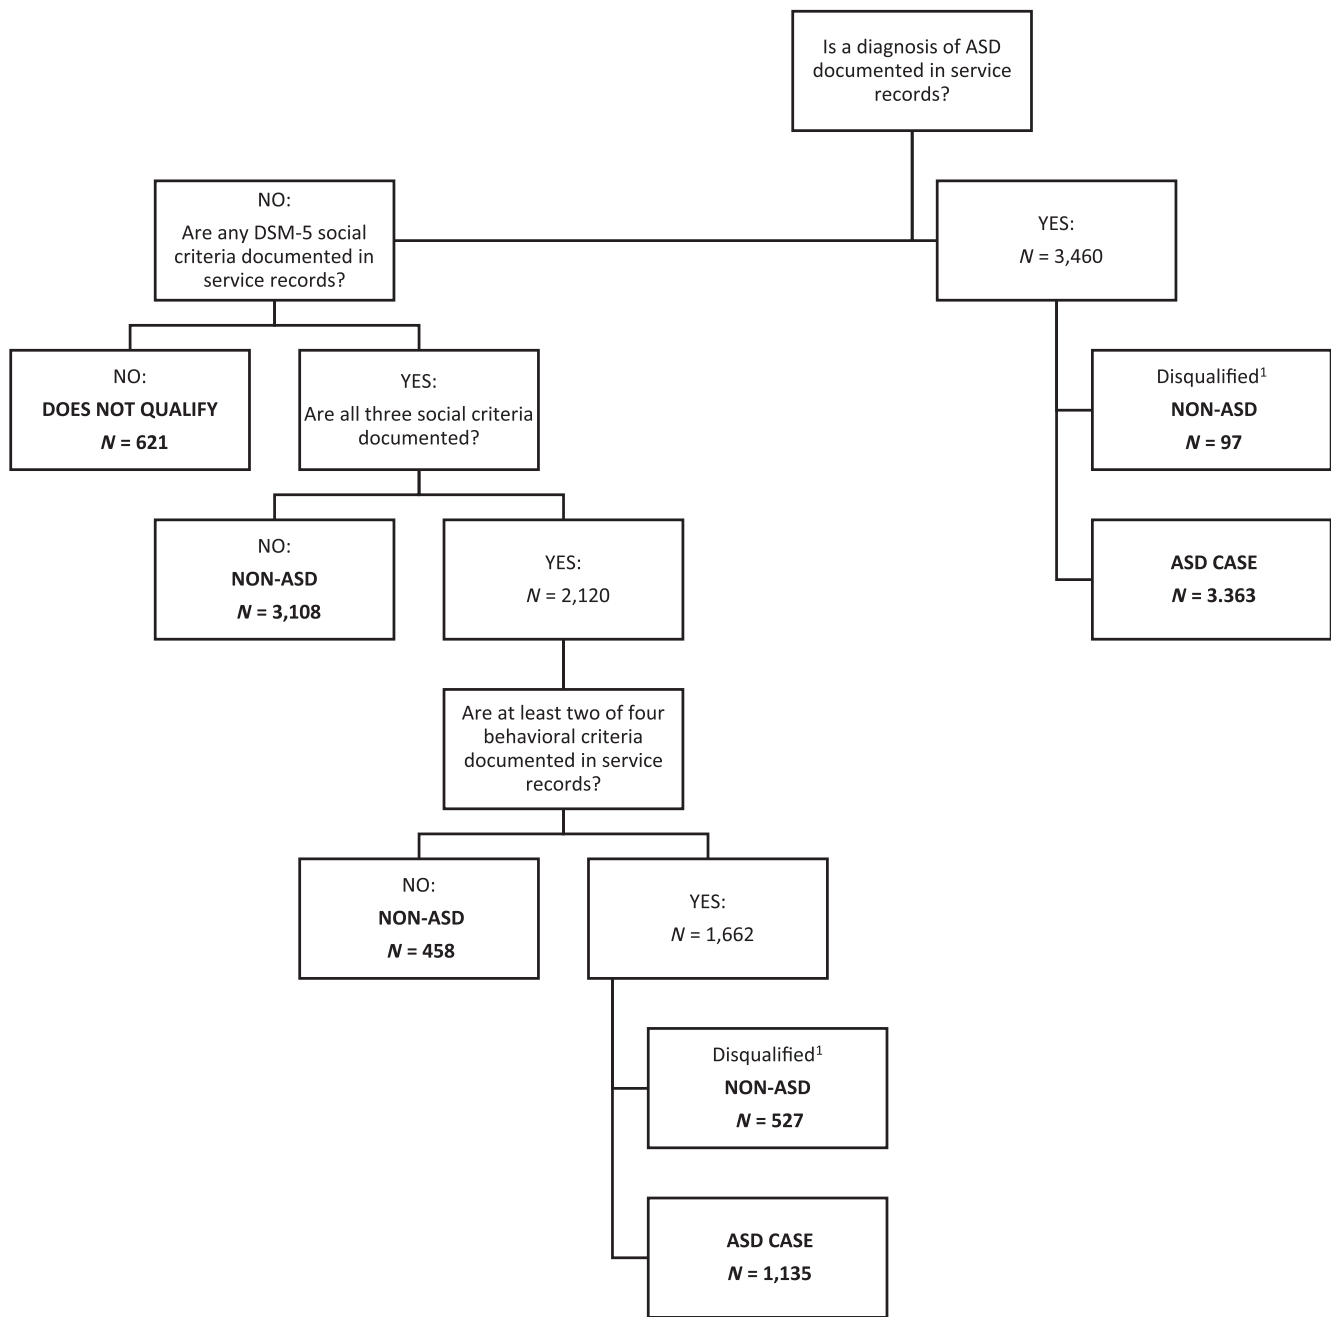 Is a diagnosis of ASD
documented in service
records?
NO:
Are any DSM-5 social
criteria documented in
service records?
YES:
N = 3,460
NO:
DOES NOT QUALIFY
N = 621
YES:
Are all three social criteria
documented?
Disqualified¹
NON-ASD
N = 97
NO:
NON-ASD
N = 3,108
YES:
N = 2,120
ASD CASE
N = 3.363
Are at least two of four
behavioral criteria
documented in service
records?
NO:
NON-ASD
N = 458
YES:
N = 1,662
Disqualified¹
NON-ASD
N = 527
ASD CASE
N = 1,135